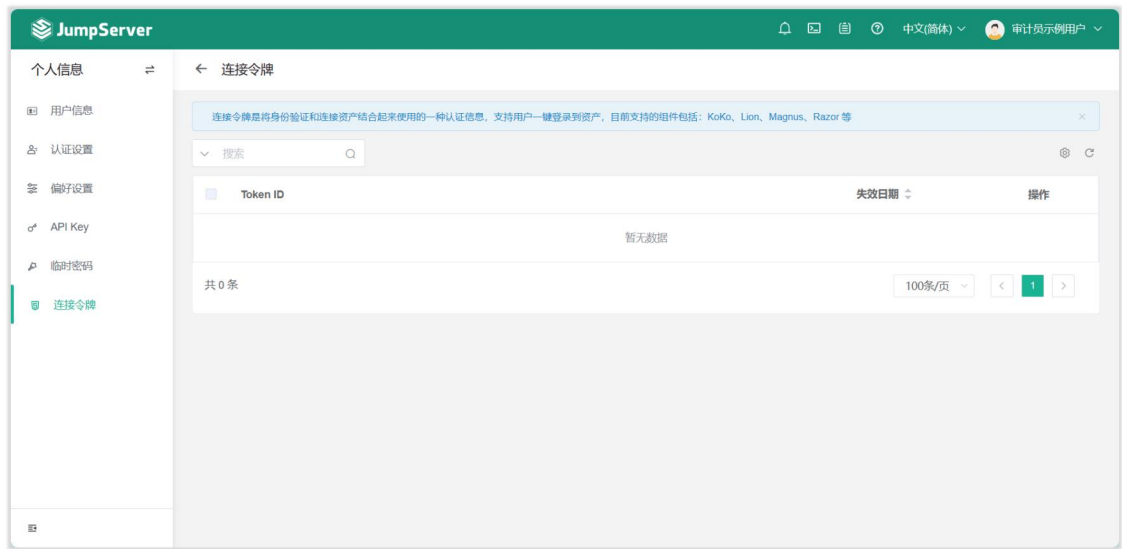 JumpServer
中文(简体)
审计员示例用户
个人信息
连接令牌
用户信息
认证设置
偏好设置
API Key
临时密码
连接令牌
连接令牌是将身份验证和连接资产结合起来使用的一种认证信息，支持用户一键登录到资产，目前支持的组件包括：KoKo、Lion、Magnus、Razor 等
搜索
Token ID 失效日期 操作
暂无数据
共 0 条 100条/页 1